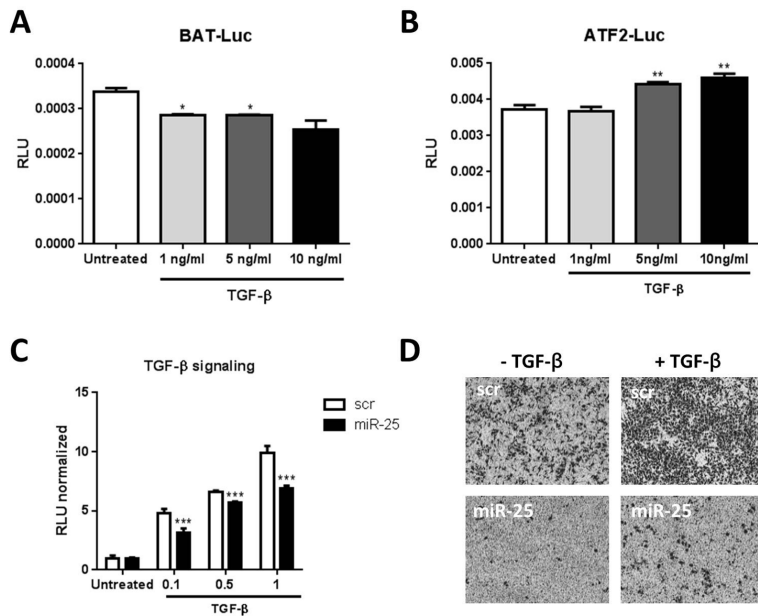 A
BAT-Luc
RLU
0.0004
0.0003
0.0002
0.0001
0.0000
*
*
Untreated 1 ng/ml 5 ng/ml 10 ng/ml
TGF-β
B
ATF2-Luc
RLU
0.005
0.004
0.003
0.002
0.001
0.000
**
**
Untreated 1ng/ml 5ng/ml 10ng/ml
TGF-β
C
TGF-β signaling
RLU normalized
15
10
5
0
scr
miR-25
***
***
***
Untreated 0.1 0.5 1
TGF-β
D
- TGF-β + TGF-β
scr scr
miR-25 miR-25